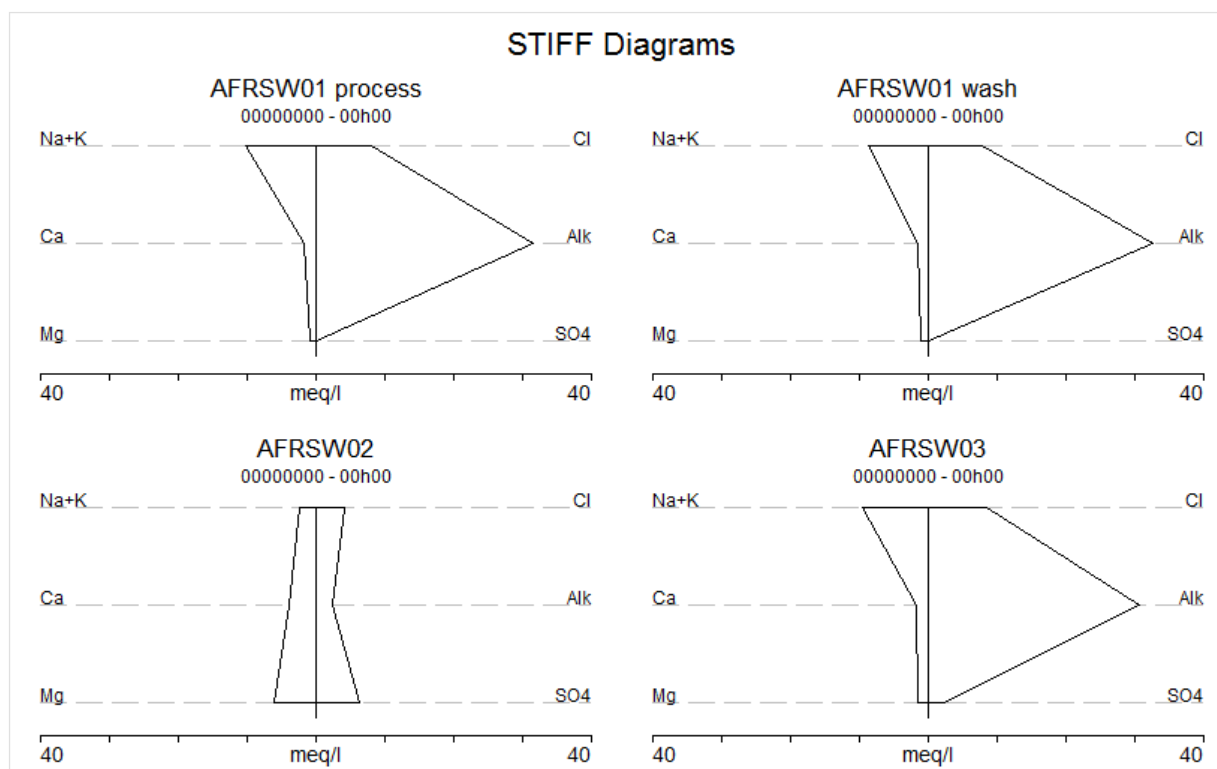 STIFF Diagrams
AFRSW01 process
00000000 - 00h00
Na+K Cl
Ca Alk
Mg SO4
40 meq/l 40
AFRSW01 wash
00000000 - 00h00
Na+K Cl
Ca Alk
Mg SO4
40 meq/l 40
AFRSW02
00000000 - 00h00
Na+K Cl
Ca Alk
Mg SO4
40 meq/l 40
AFRSW03
00000000 - 00h00
Na+K Cl
Ca Alk
Mg SO4
40 meq/l 40